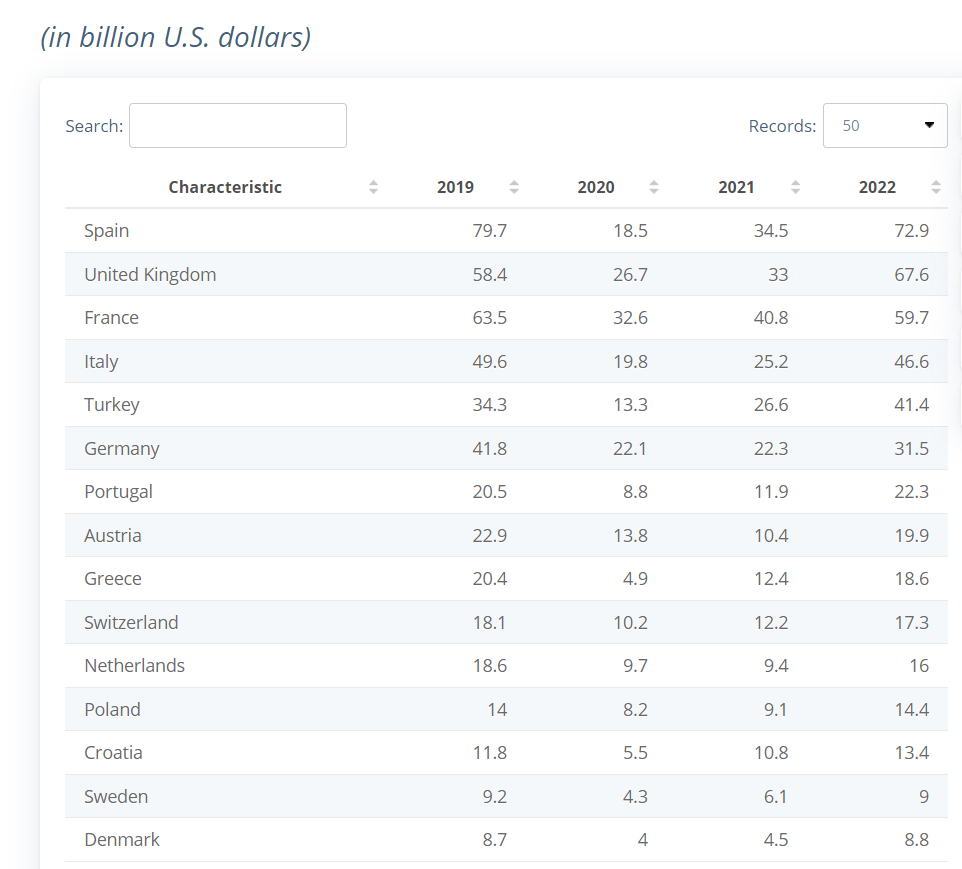 (in billion U.S. dollars)
Search:
Records: 50
Characteristic 2019 2020 2021 2022
Spain 79.7 18.5 34.5 72.9
United Kingdom 58.4 26.7 33 67.6
France 63.5 32.6 40.8 59.7
Italy 49.6 19.8 25.2 46.6
Turkey 34.3 13.3 26.6 41.4
Germany 41.8 22.1 22.3 31.5
Portugal 20.5 8.8 11.9 22.3
Austria 22.9 13.8 10.4 19.9
Greece 20.4 4.9 12.4 18.6
Switzerland 18.1 10.2 12.2 17.3
Netherlands 18.6 9.7 9.4 16
Poland 14 8.2 9.1 14.4
Croatia 11.8 5.5 10.8 13.4
Sweden 9.2 4.3 6.1 9
Denmark 8.7 4 4.5 8.8